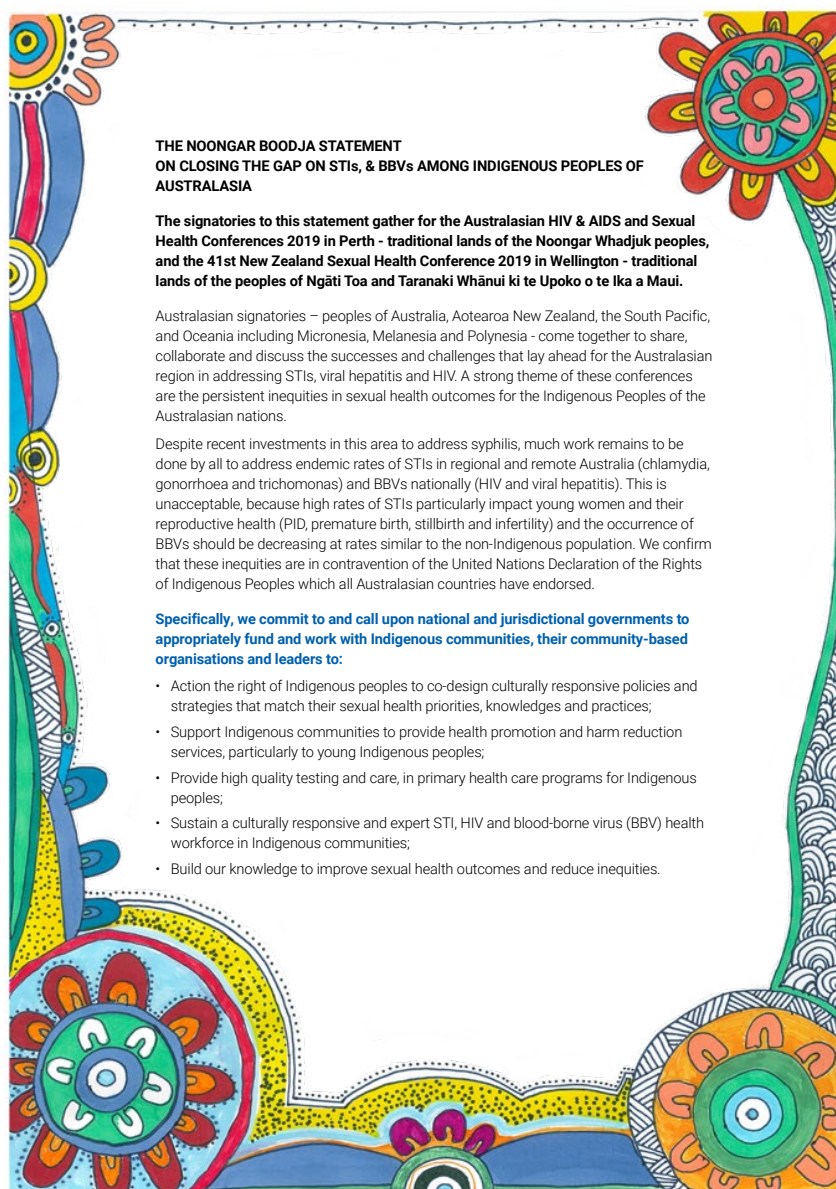 THE NOONGAR BOODJA STATEMENT
ON CLOSING THE GAP ON STIs, & BBVs AMONG INDIGENOUS PEOPLES OF
AUSTRALASIA
The signatories to this statement gather for the Australasian HIV & AIDS and Sexual
Health Conferences 2019 in Perth - traditional lands of the Noongar Whadjuk peoples,
and the 41st New Zealand Sexual Health Conference 2019 in Wellington - traditional
lands of the peoples of Ngāti Toa and Taranaki Whānui ki te Upoko o te Ika a Maui.
Australasian signatories – peoples of Australia, Aotearoa New Zealand, the South Pacific,
and Oceania including Micronesia, Melanesia and Polynesia - come together to share,
collaborate and discuss the successes and challenges that lay ahead for the Australasian
region in addressing STIs, viral hepatitis and HIV. A strong theme of these conferences
are the persistent inequities in sexual health outcomes for the Indigenous Peoples of the
Australasian nations.
Despite recent investments in this area to address syphilis, much work remains to be
done by all to address endemic rates of STIs in regional and remote Australia (chlamydia,
gonorrhoea and trichomonas) and BBVs nationally (HIV and viral hepatitis). This is
unacceptable, because high rates of STIs particularly impact young women and their
reproductive health (PID, premature birth, stillbirth and infertility) and the occurrence of
BBVs should be decreasing at rates similar to the non-Indigenous population. We confirm
that these inequities are in contravention of the United Nations Declaration of the Rights
of Indigenous Peoples which all Australasian countries have endorsed.
Specifically, we commit to and call upon national and jurisdictional governments to
appropriately fund and work with Indigenous communities, their community-based
organisations and leaders to:
• Action the right of Indigenous peoples to co-design culturally responsive policies and
strategies that match their sexual health priorities, knowledges and practices;
• Support Indigenous communities to provide health promotion and harm reduction
services, particularly to young Indigenous peoples;
• Provide high quality testing and care, in primary health care programs for Indigenous
peoples;
• Sustain a culturally responsive and expert STI, HIV and blood-borne virus (BBV) health
workforce in Indigenous communities;
• Build our knowledge to improve sexual health outcomes and reduce inequities.